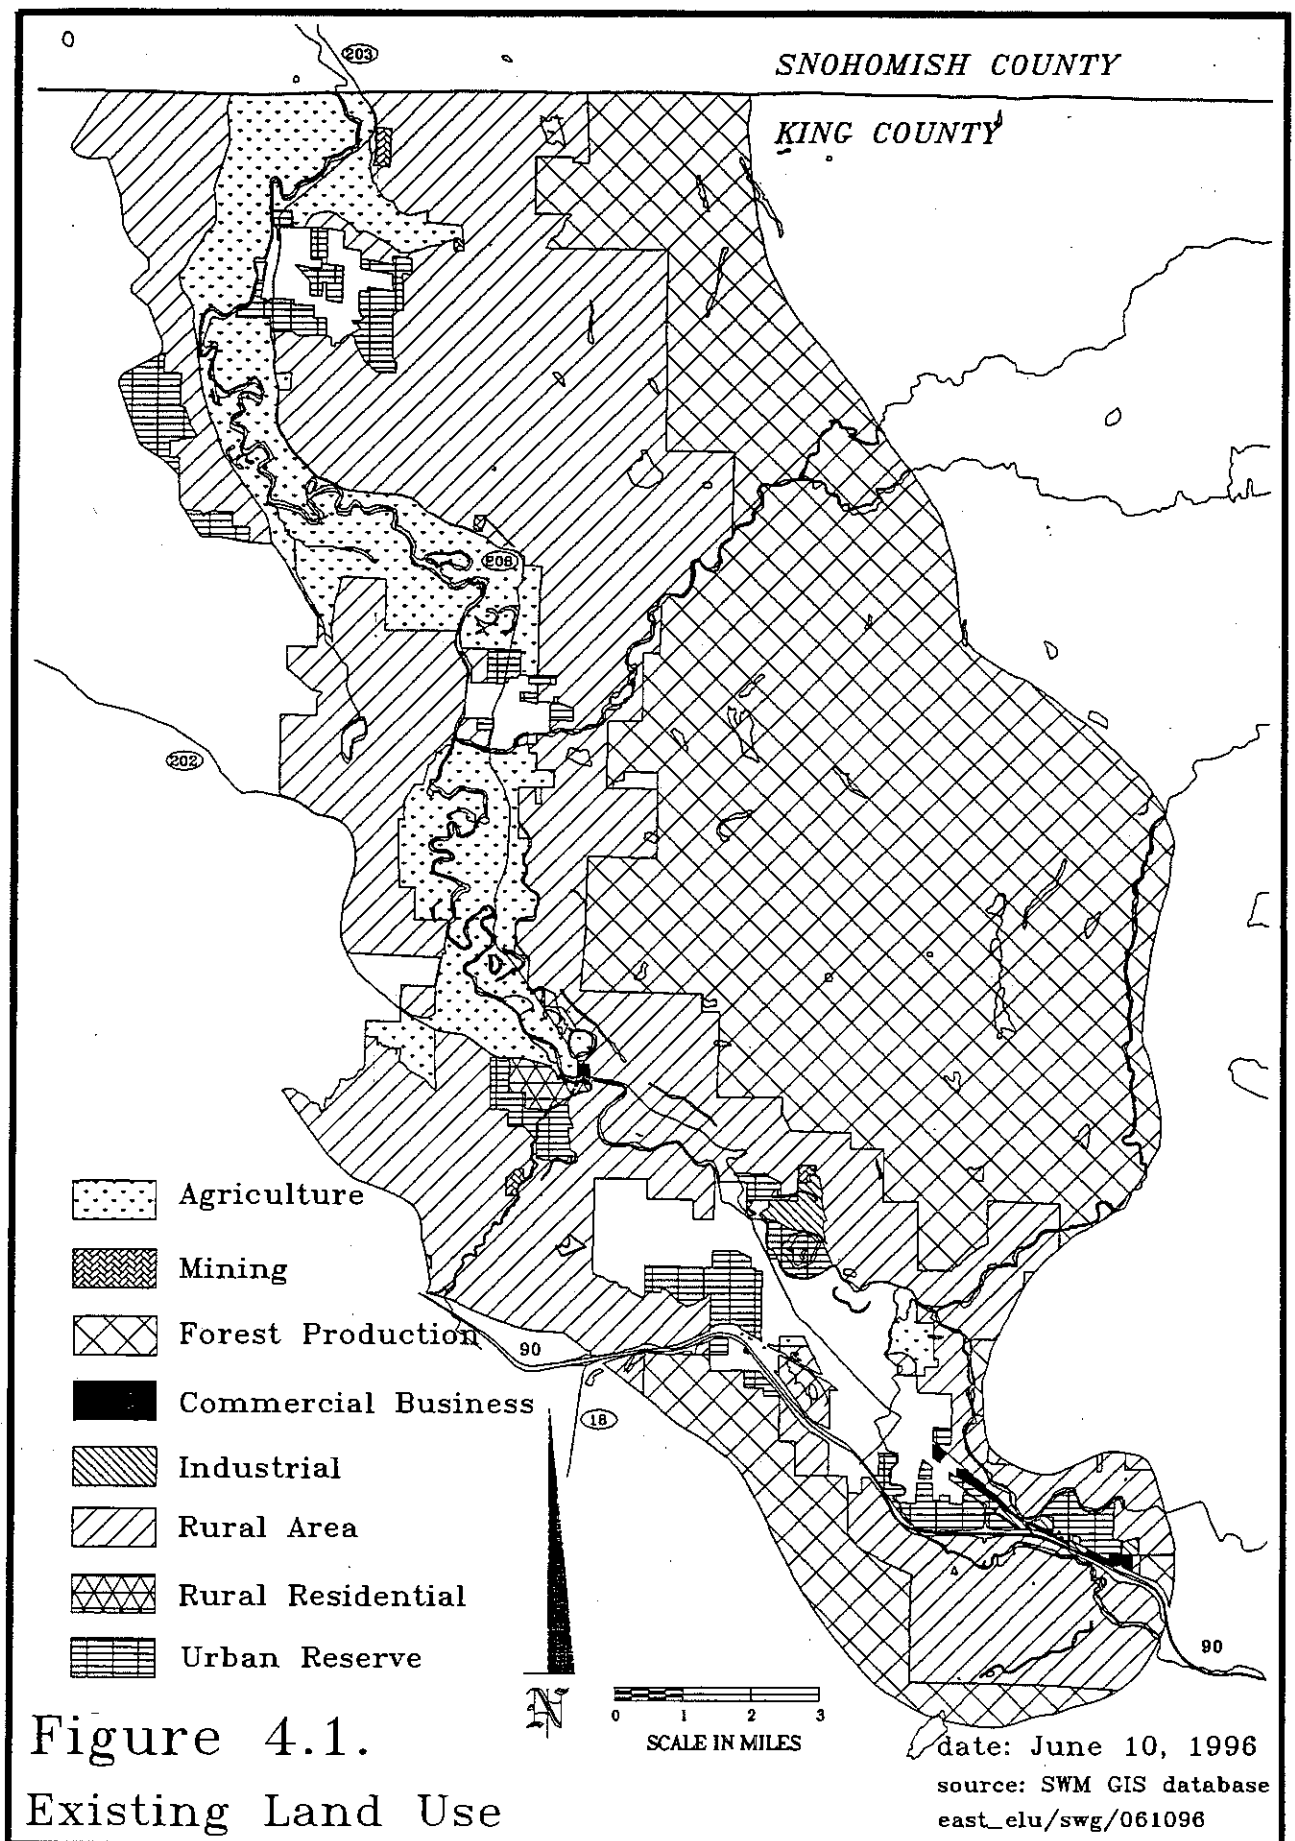 203
SNOHOMISH COUNTY
KING COUNTY
208
202
Agriculture
Mining
Forest Production
90
Commercial Business
18
Industrial
Rural Area
Rural Residential
Urban Reserve
90
N
0 1 2 3
SCALE IN MILES
Figure 4.1.
Existing Land Use
date: June 10, 1996
source: SWM GIS database
east_elu/swg/061096